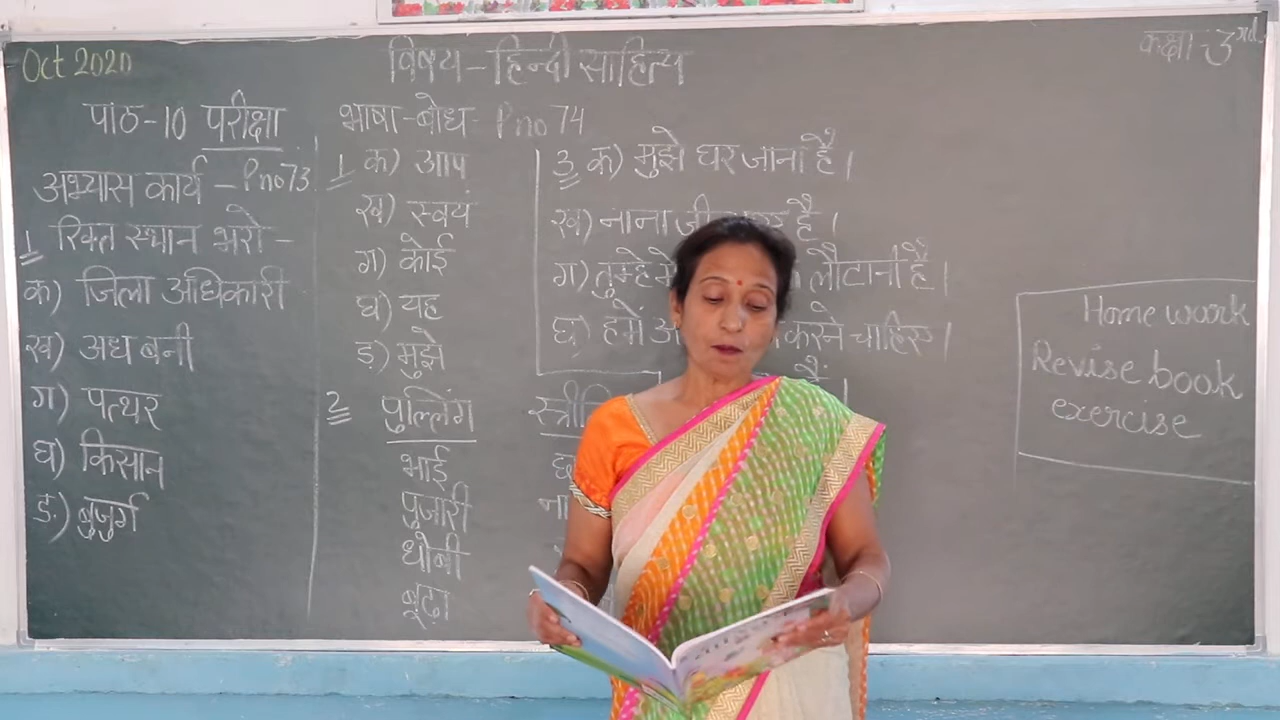 Oct 2020
विषय-हिन्दी साहित्य
कक्षा-3rd
पाठ-10 परीक्षा
अभ्यास कार्य - P no 73
1 रिक्त स्थान भरो -
क) जिला अधिकारी
ख) अध बनी
ग) पत्थर
घ) किसान
ड.) बुजुर्ग
भाषा-बोध- P no 74
1 क) आप
ख) स्वयं
ग) कोई
घ) यह
ड़) मुझे
2 पुल्लिंग
भाई
पुजारी
धोबी
बूढ़ा
3. क) मुझे घर जाना है।
ख) नाना जी है।
ग) तुम्हे लौटानी है।
घ) हमें करने चाहिए।
Home work
Revise book
exercise